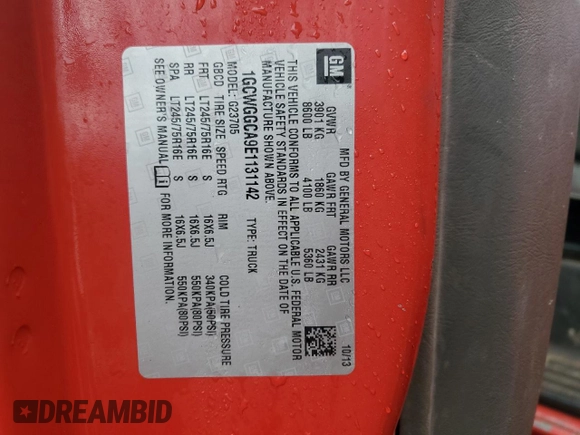 GM
MFD BY GENERAL MOTORS LLC
10/13
GVWR GAWR FRT GAWR RR
3901 KG 1860 KG 2431 KG
8600 LB 4100 LB 5360 LB
THIS VEHICLE CONFORMS TO ALL APPLICABLE U.S. FEDERAL MOTOR
VEHICLE SAFETY STANDARDS IN EFFECT ON THE DATE OF
MANUFACTURE SHOWN ABOVE.
1GCWGGCA9E1131142 TYPE: TRUCK
MODEL: G23705
GBCD TIRE SIZE SPEED RTG RIM COLD TIRE PRESSURE
FRT LT245/75R16E S 16X6.5J 340KPA(50PSI)
RR LT245/75R16E S 16X6.5J 550KPA(80PSI)
SPA LT245/75R16E S 16X6.5J 550KPA(80PSI)
SEE OWNER'S MANUAL FOR MORE INFORMATION.
DREAMBID